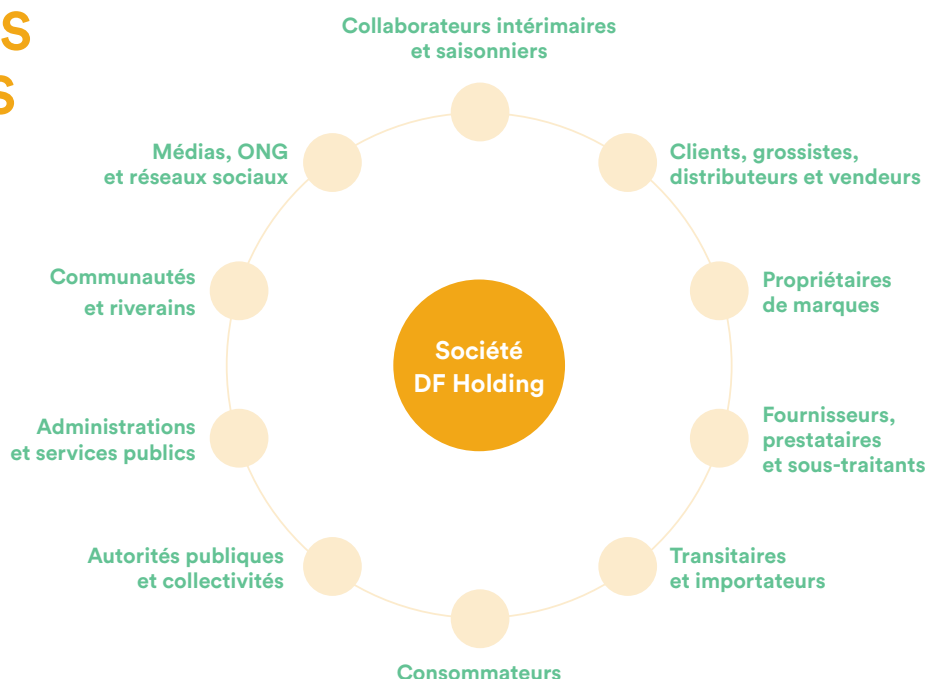 S
S
Collaborateurs intérimaires
et saisonniers
Médias, ONG
et réseaux sociaux
Clients, grossistes,
distributeurs et vendeurs
Communautés
et riverains
Propriétaires
de marques
Société
DF Holding
Administrations
et services publics
Fournisseurs,
prestataires
et sous-traitants
Autorités publiques
et collectivités
Transitaires
et importateurs
Consommateurs